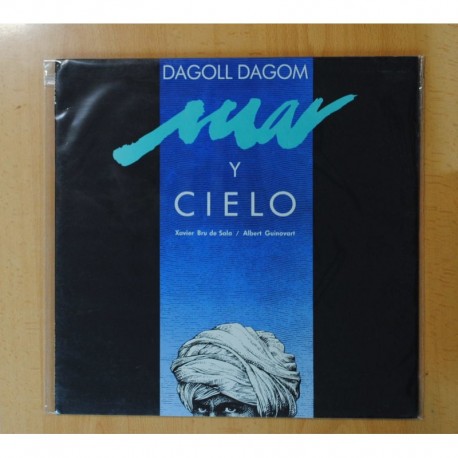 DAGOLL DAGOM
mar
Y
CIELO
Xavier Bru de Sala / Albert Guinovart